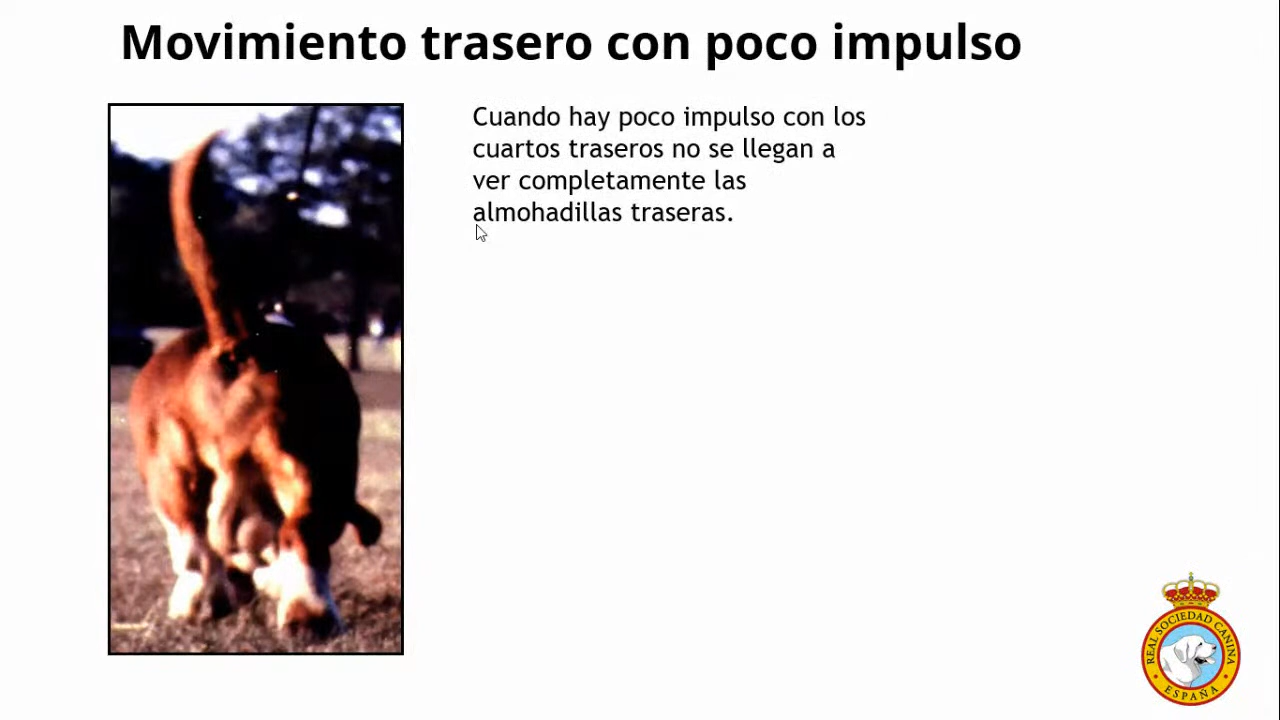 Movimiento trasero con poco impulso
Cuando hay poco impulso con los
cuartos traseros no se llegan a
ver completamente las
almohadillas traseras.
REAL SOCIEDAD CANINA
ESPAÑA